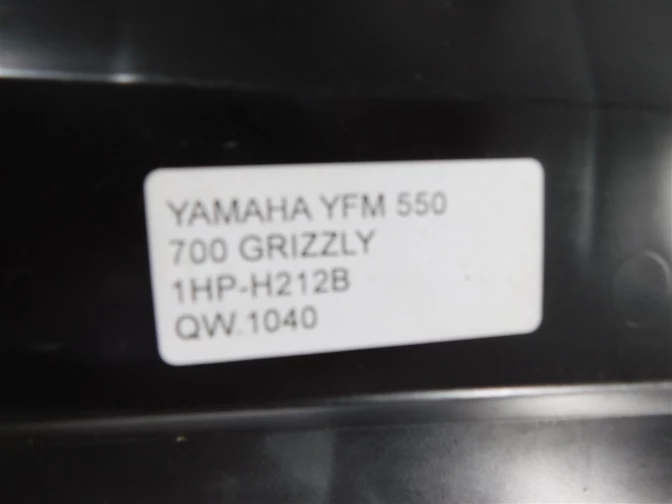 YAMAHA YFM 550
700 GRIZZLY
1HP-H212B
QW.1040